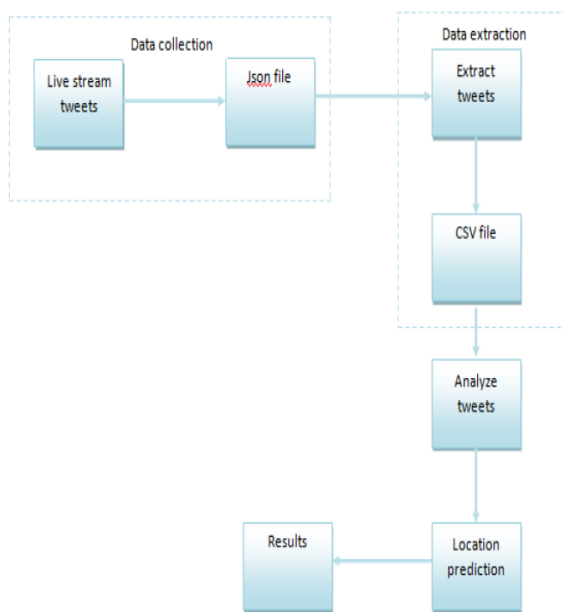 Data collection
Live stream
tweets
Json file
Data extraction
Extract
tweets
CSV file
Analyze
tweets
Location
prediction
Results